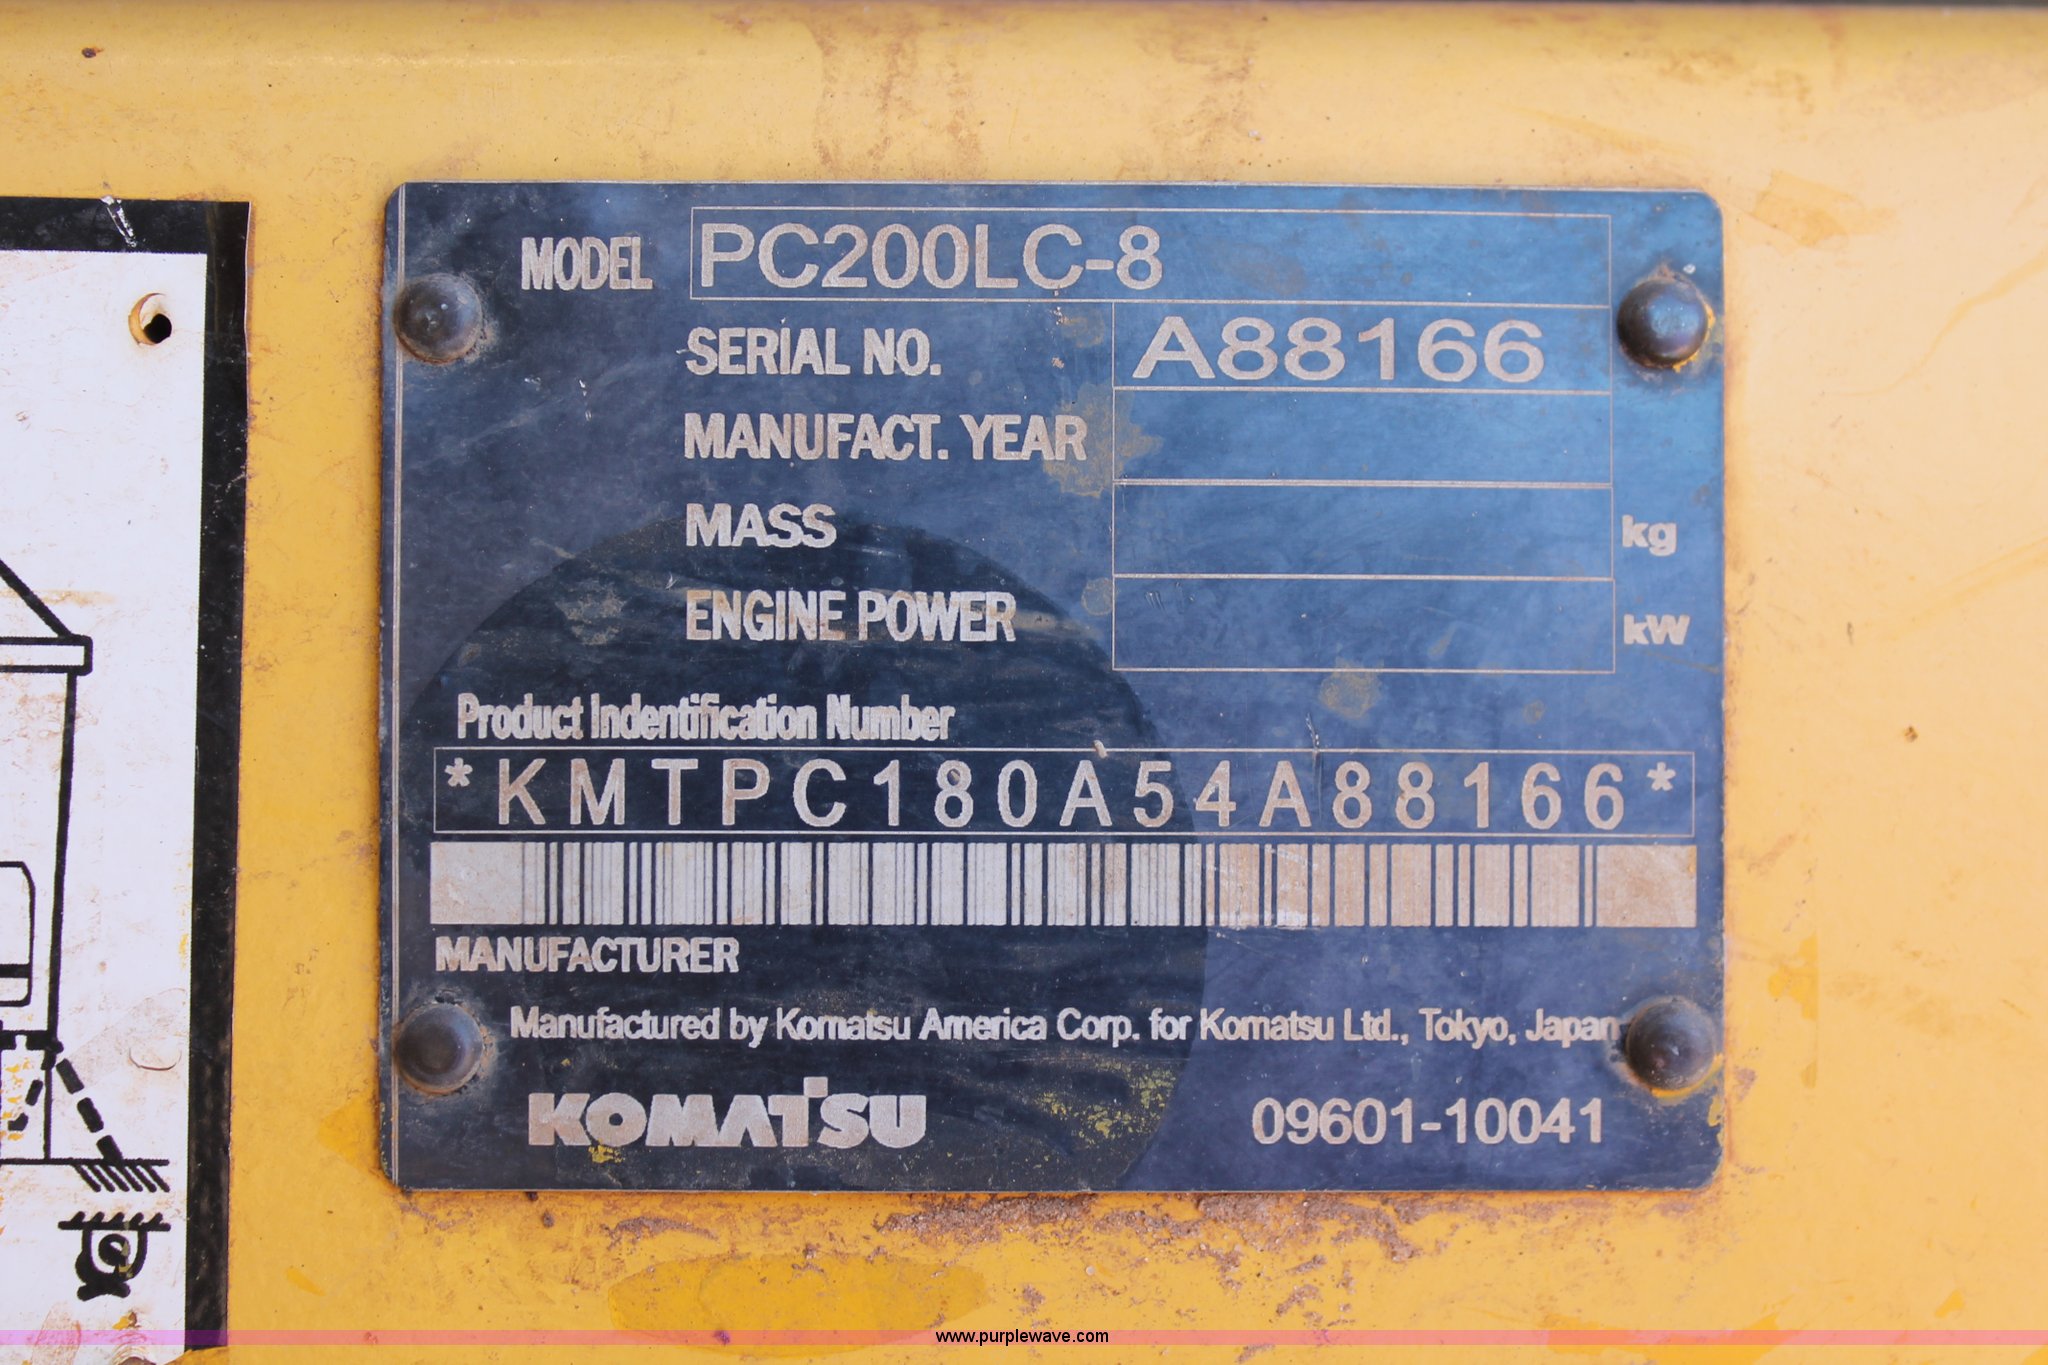 MODEL PC200LC-8
SERIAL NO. A88166
MANUFACT. YEAR
MASS kg
ENGINE POWER kW
Product Indentification Number
*KMTPC180A54A88166*
MANUFACTURER
Manufactured by Komatsu America Corp. for Komatsu Ltd., Tokyo, Japan
KOMATSU 09601-10041
www.purplewave.com